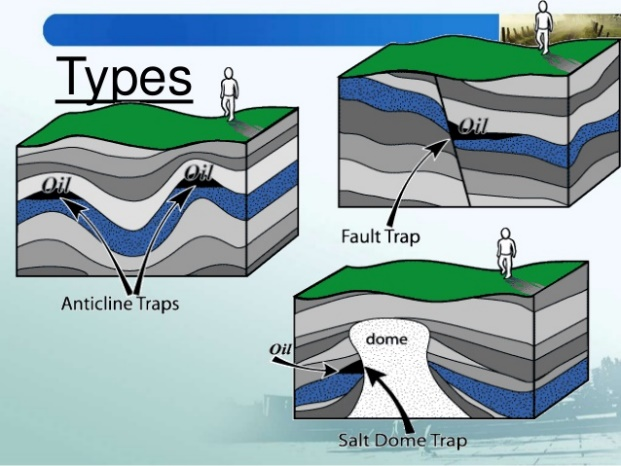 Types
Oil
Oil
Anticline Traps
Oil
Fault Trap
dome
Oil
Salt Dome Trap